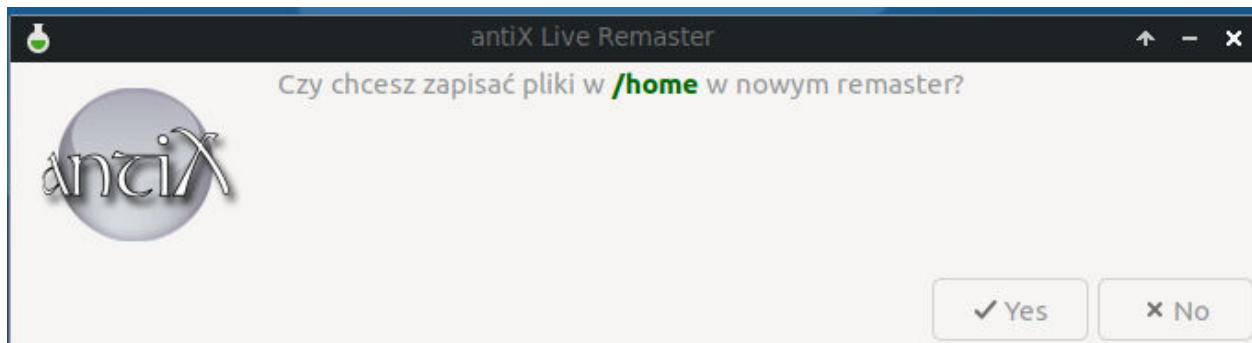 antiX Live Remaster
Czy chcesz zapisać pliki w /home w nowym remaster?
antiX
Yes
No